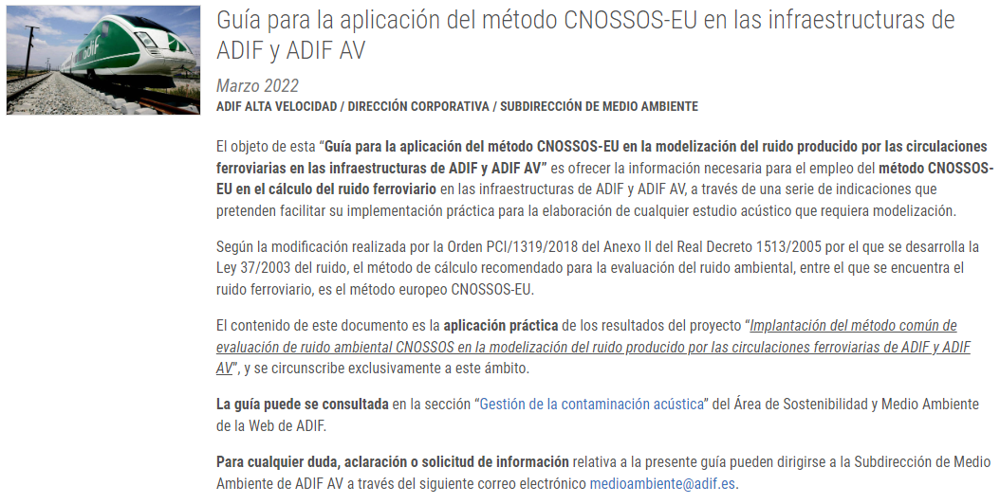 adif
Guía para la aplicación del método CNOSSOS-EU en las infraestructuras de
ADIF y ADIF AV
Marzo 2022
ADIF ALTA VELOCIDAD / DIRECCIÓN CORPORATIVA / SUBDIRECCIÓN DE MEDIO AMBIENTE
El objeto de esta “Guía para la aplicación del método CNOSSOS-EU en la modelización del ruido producido por las circulaciones
ferroviarias en las infraestructuras de ADIF y ADIF AV” es ofrecer la información necesaria para el empleo del método CNOSSOS-
EU en el cálculo del ruido ferroviario en las infraestructuras de ADIF y ADIF AV, a través de una serie de indicaciones que
pretenden facilitar su implementación práctica para la elaboración de cualquier estudio acústico que requiera modelización.
Según la modificación realizada por la Orden PCI/1319/2018 del Anexo II del Real Decreto 1513/2005 por el que se desarrolla la
Ley 37/2003 del ruido, el método de cálculo recomendado para la evaluación del ruido ambiental, entre el que se encuentra el
ruido ferroviario, es el método europeo CNOSSOS-EU.
El contenido de este documento es la aplicación práctica de los resultados del proyecto “Implantación del método común de
evaluación de ruido ambiental CNOSSOS en la modelización del ruido producido por las circulaciones ferroviarias de ADIF y ADIF
AV”, y se circunscribe exclusivamente a este ámbito.
La guía puede se consultada en la sección “Gestión de la contaminación acústica” del Área de Sostenibilidad y Medio Ambiente
de la Web de ADIF.
Para cualquier duda, aclaración o solicitud de información relativa a la presente guía pueden dirigirse a la Subdirección de Medio
Ambiente de ADIF AV a través del siguiente correo electrónico medioambiente@adif.es.